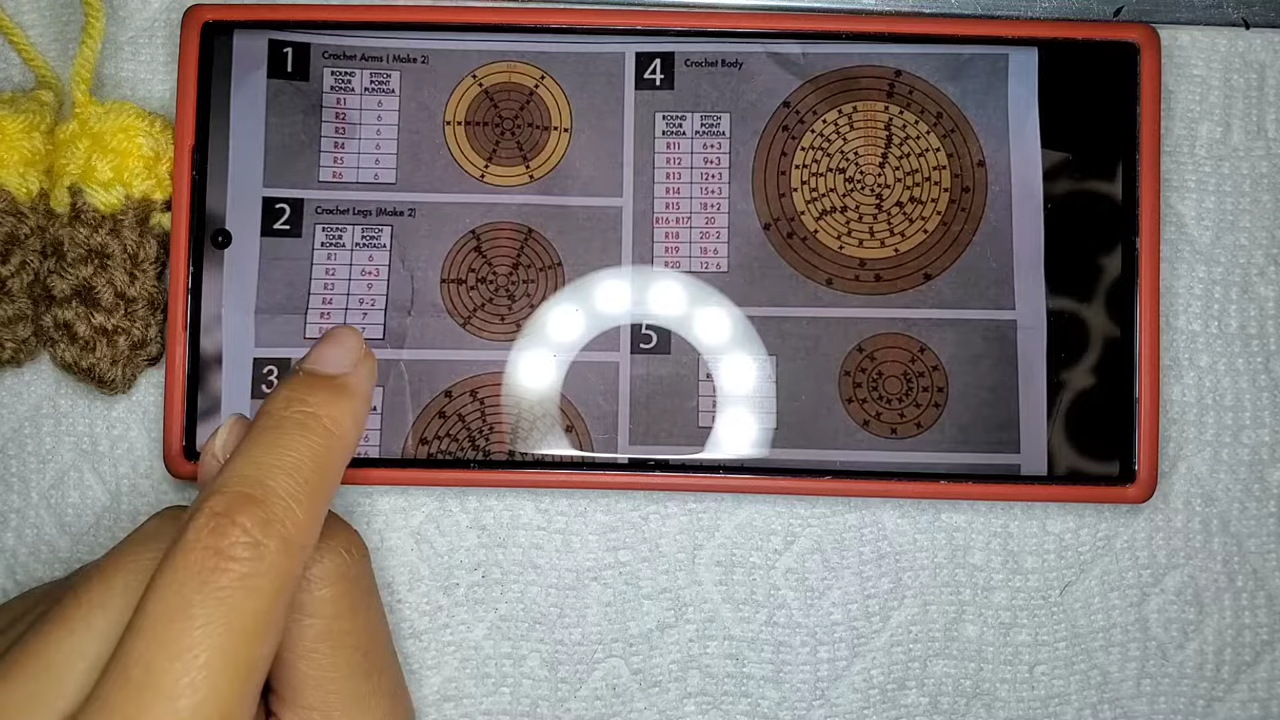 1
Crochet Arms ( Make 2)
ROUND TOUR RONDA STITCH POINT PUNTADA
R1 6
R2 6
R3 6
R4 6
R5 6
R6 6
2
Crochet Legs (Make 2)
ROUND TOUR RONDA STITCH POINT PUNTADA
R1 6
R2 6+3
R3 9
R4 9-2
R5 7
7
3
4
Crochet Body
ROUND TOUR RONDA STITCH POINT PUNTADA
R11 6+3
R12 9+3
R13 12+3
R14 15+3
R15 18+2
R16-R17 20
R18 20-2
R19 18-6
R20 12-6
R17
5